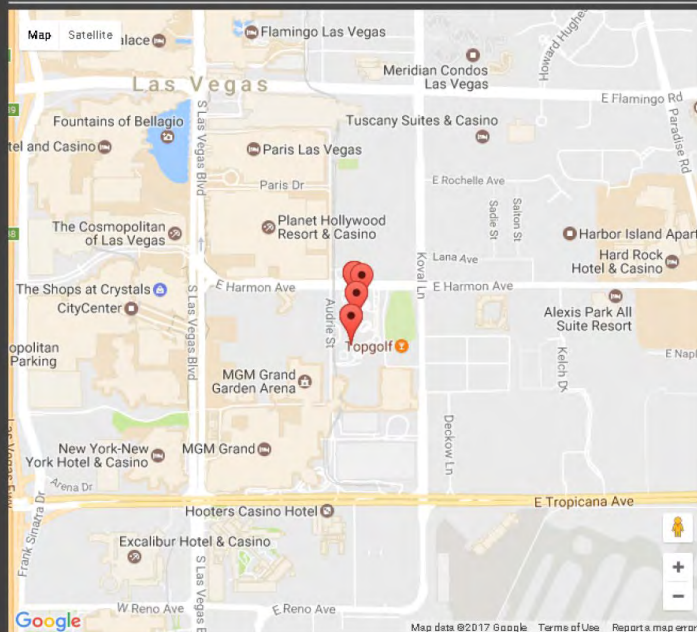 Map Satellite
alace
Flamingo Las Vegas
Howard Hughes
Las Vegas
Meridian Condos
Las Vegas
E Flamingo Rd
Paradise Rd
S Las Vegas Blvd
Fountains of Bellagio
Tuscany Suites & Casino
tel and Casino
Paris Las Vegas
Paris Dr
E Rochelle Ave
Sadie St
Salton St
The Cosmopolitan
of Las Vegas
Planet Hollywood
Resort & Casino
Harbor Island Apart
Koval Ln
Lana Ave
Hard Rock
Hotel & Casino
The Shops at Crystals
E Harmon Ave
E Harmon Ave
CityCenter
S Las Vegas Blvd
Audrie St
Alexis Park All
Suite Resort
opolitan
Parking
Topgolf
E Napl
Kelch D
MGM Grand
Garden Arena
Deckow Ln
New York-New
York Hotel & Casino
MGM Grand
Arena Dr
E Tropicana Ave
Frank Sinatra Dr
Hooters Casino Hotel
Excalibur Hotel & Casino
S Las Vegas B
W Reno Ave
E Reno Ave
+
−
Google
Map data ©2017 Google Terms of Use Report a map error